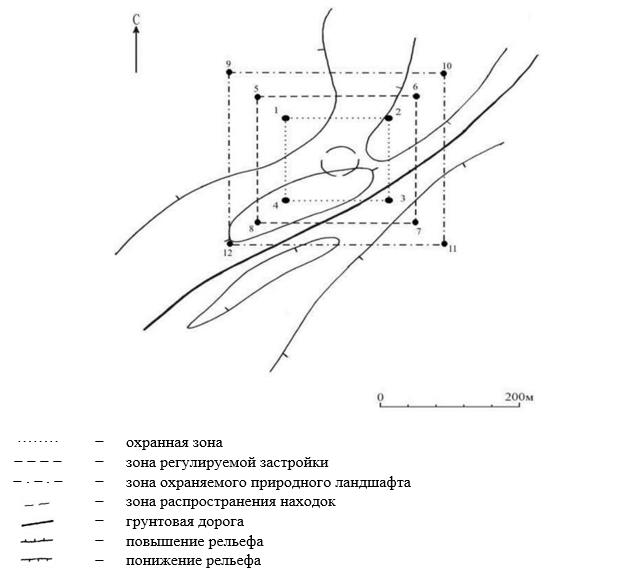 С
9
10
5
6
1
2
4
3
8
7
12
11
0 200м
– охранная зона
– зона регулируемой застройки
– зона охраняемого природного ландшафта
– зона распространения находок
– грунтовая дорога
– повышение рельефа
– понижение рельефа